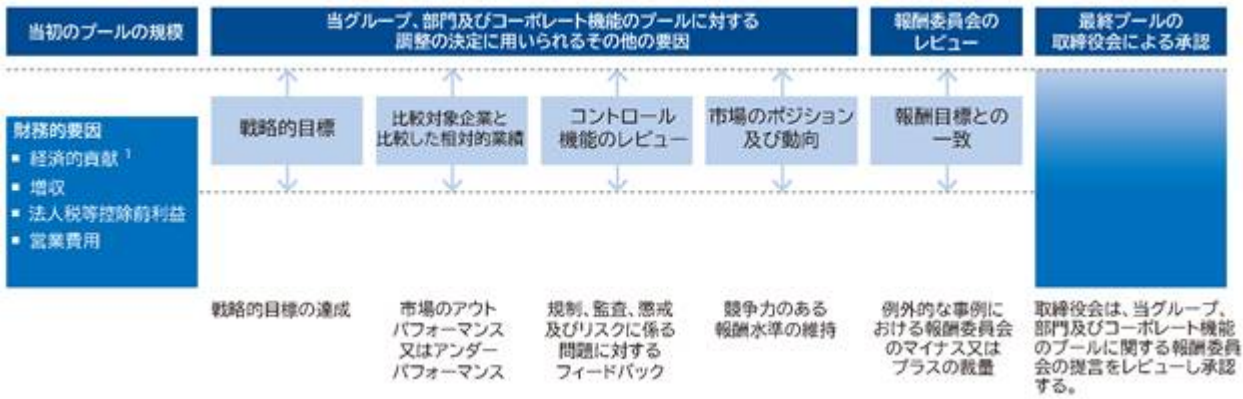 当初のプールの規模
当グループ、部門及びコーポレート機能のプールに対する
調整の決定に用いられるその他の要因
報酬委員会の
レビュー
最終プールの
取締役会による承認
財務的要因
▪ 経済的貢献 1
▪ 増収
▪ 法人税等控除前利益
▪ 営業費用
戦略的目標
比較対象企業と
比較した相対的業績
コントロール
機能のレビュー
市場のポジション
及び動向
報酬目標との
一致
戦略的目標の達成
市場のアウト
パフォーマンス
又はアンダー
パフォーマンス
規制、監査、懲戒
及びリスクに係る
問題に対する
フィードバック
競争力のある
報酬水準の維持
例外的な事例に
おける報酬委員会
のマイナス又は
プラスの裁量
取締役会は、当グループ、
部門及びコーポレート機能
のプールに関する報酬委員
会の提言をレビューし承認
する。